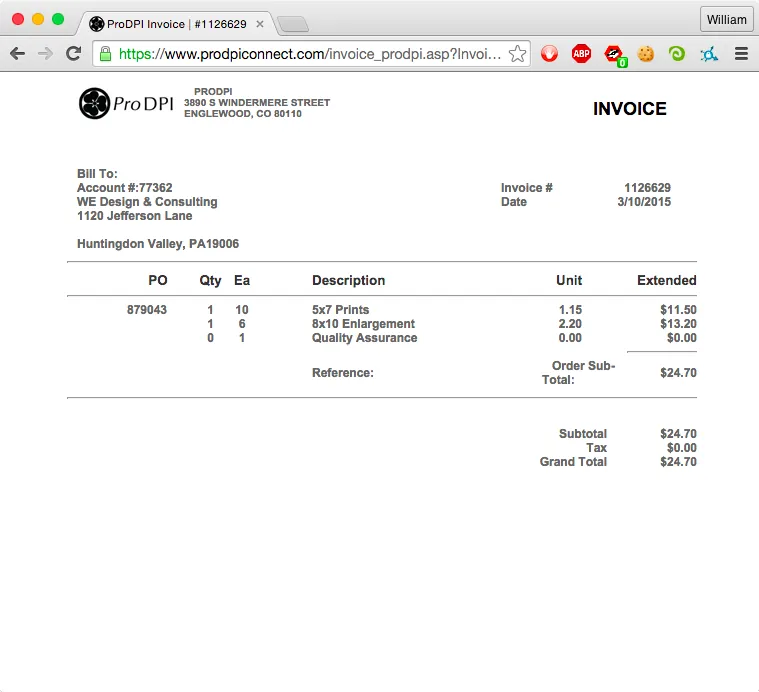 ProDPI Invoice | #1126629
William
https://www.prodpiconnect.com/invoice_prodpi.asp?Invoi...
ABP
0
ProDPI
PRODPI
3890 S WINDERMERE STREET
ENGLEWOOD, CO 80110
INVOICE
Bill To:
Account #:77362
WE Design & Consulting
1120 Jefferson Lane
Huntingdon Valley, PA19006
Invoice # 1126629
Date 3/10/2015
PO Qty Ea Description Unit Extended
879043 1 10 5x7 Prints 1.15 $11.50
1 6 8x10 Enlargement 2.20 $13.20
0 1 Quality Assurance 0.00 $0.00
Reference: Order Sub-
Total: $24.70
Subtotal $24.70
Tax $0.00
Grand Total $24.70